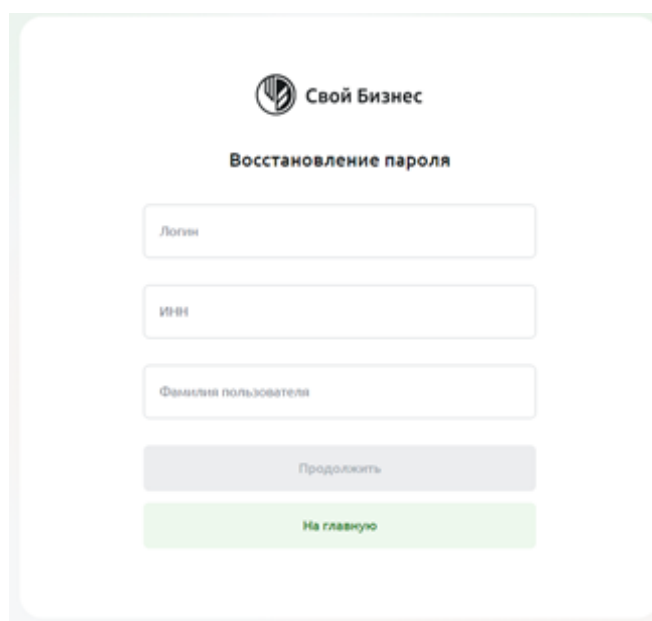 Свой Бизнес
Восстановление пароля
Логин
ИНН
Фамилия пользователя
Продолжить
На главную